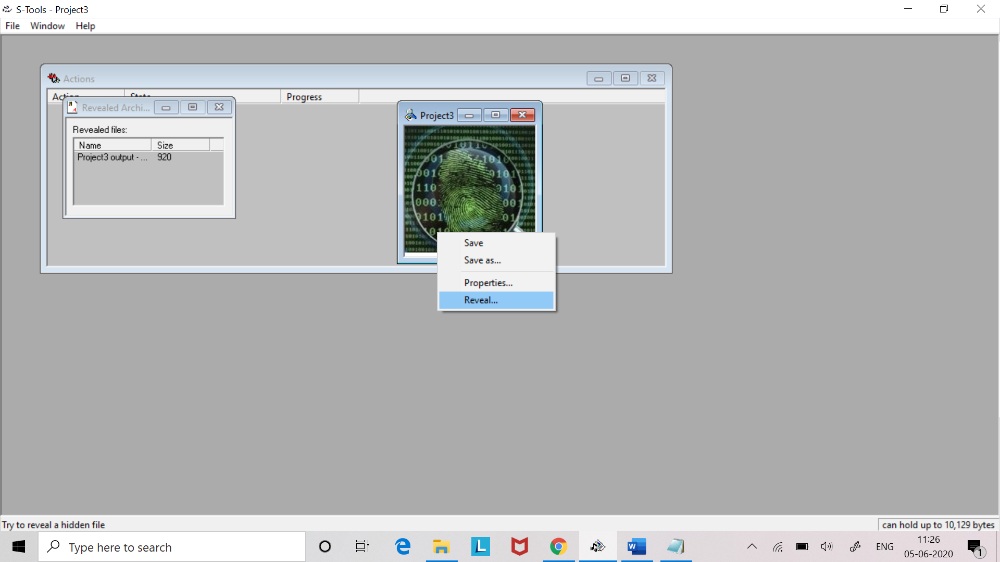 S-Tools - Project3
File Window Help
Actions
Action State Progress
Revealed Archi...
Revealed files:
Name Size
Project3 output - ... 920
Project3
Save
Save as...
Properties...
Reveal...
Try to reveal a hidden file
can hold up to 10,129 bytes
Type here to search
ENG
11:26
05-06-2020
1